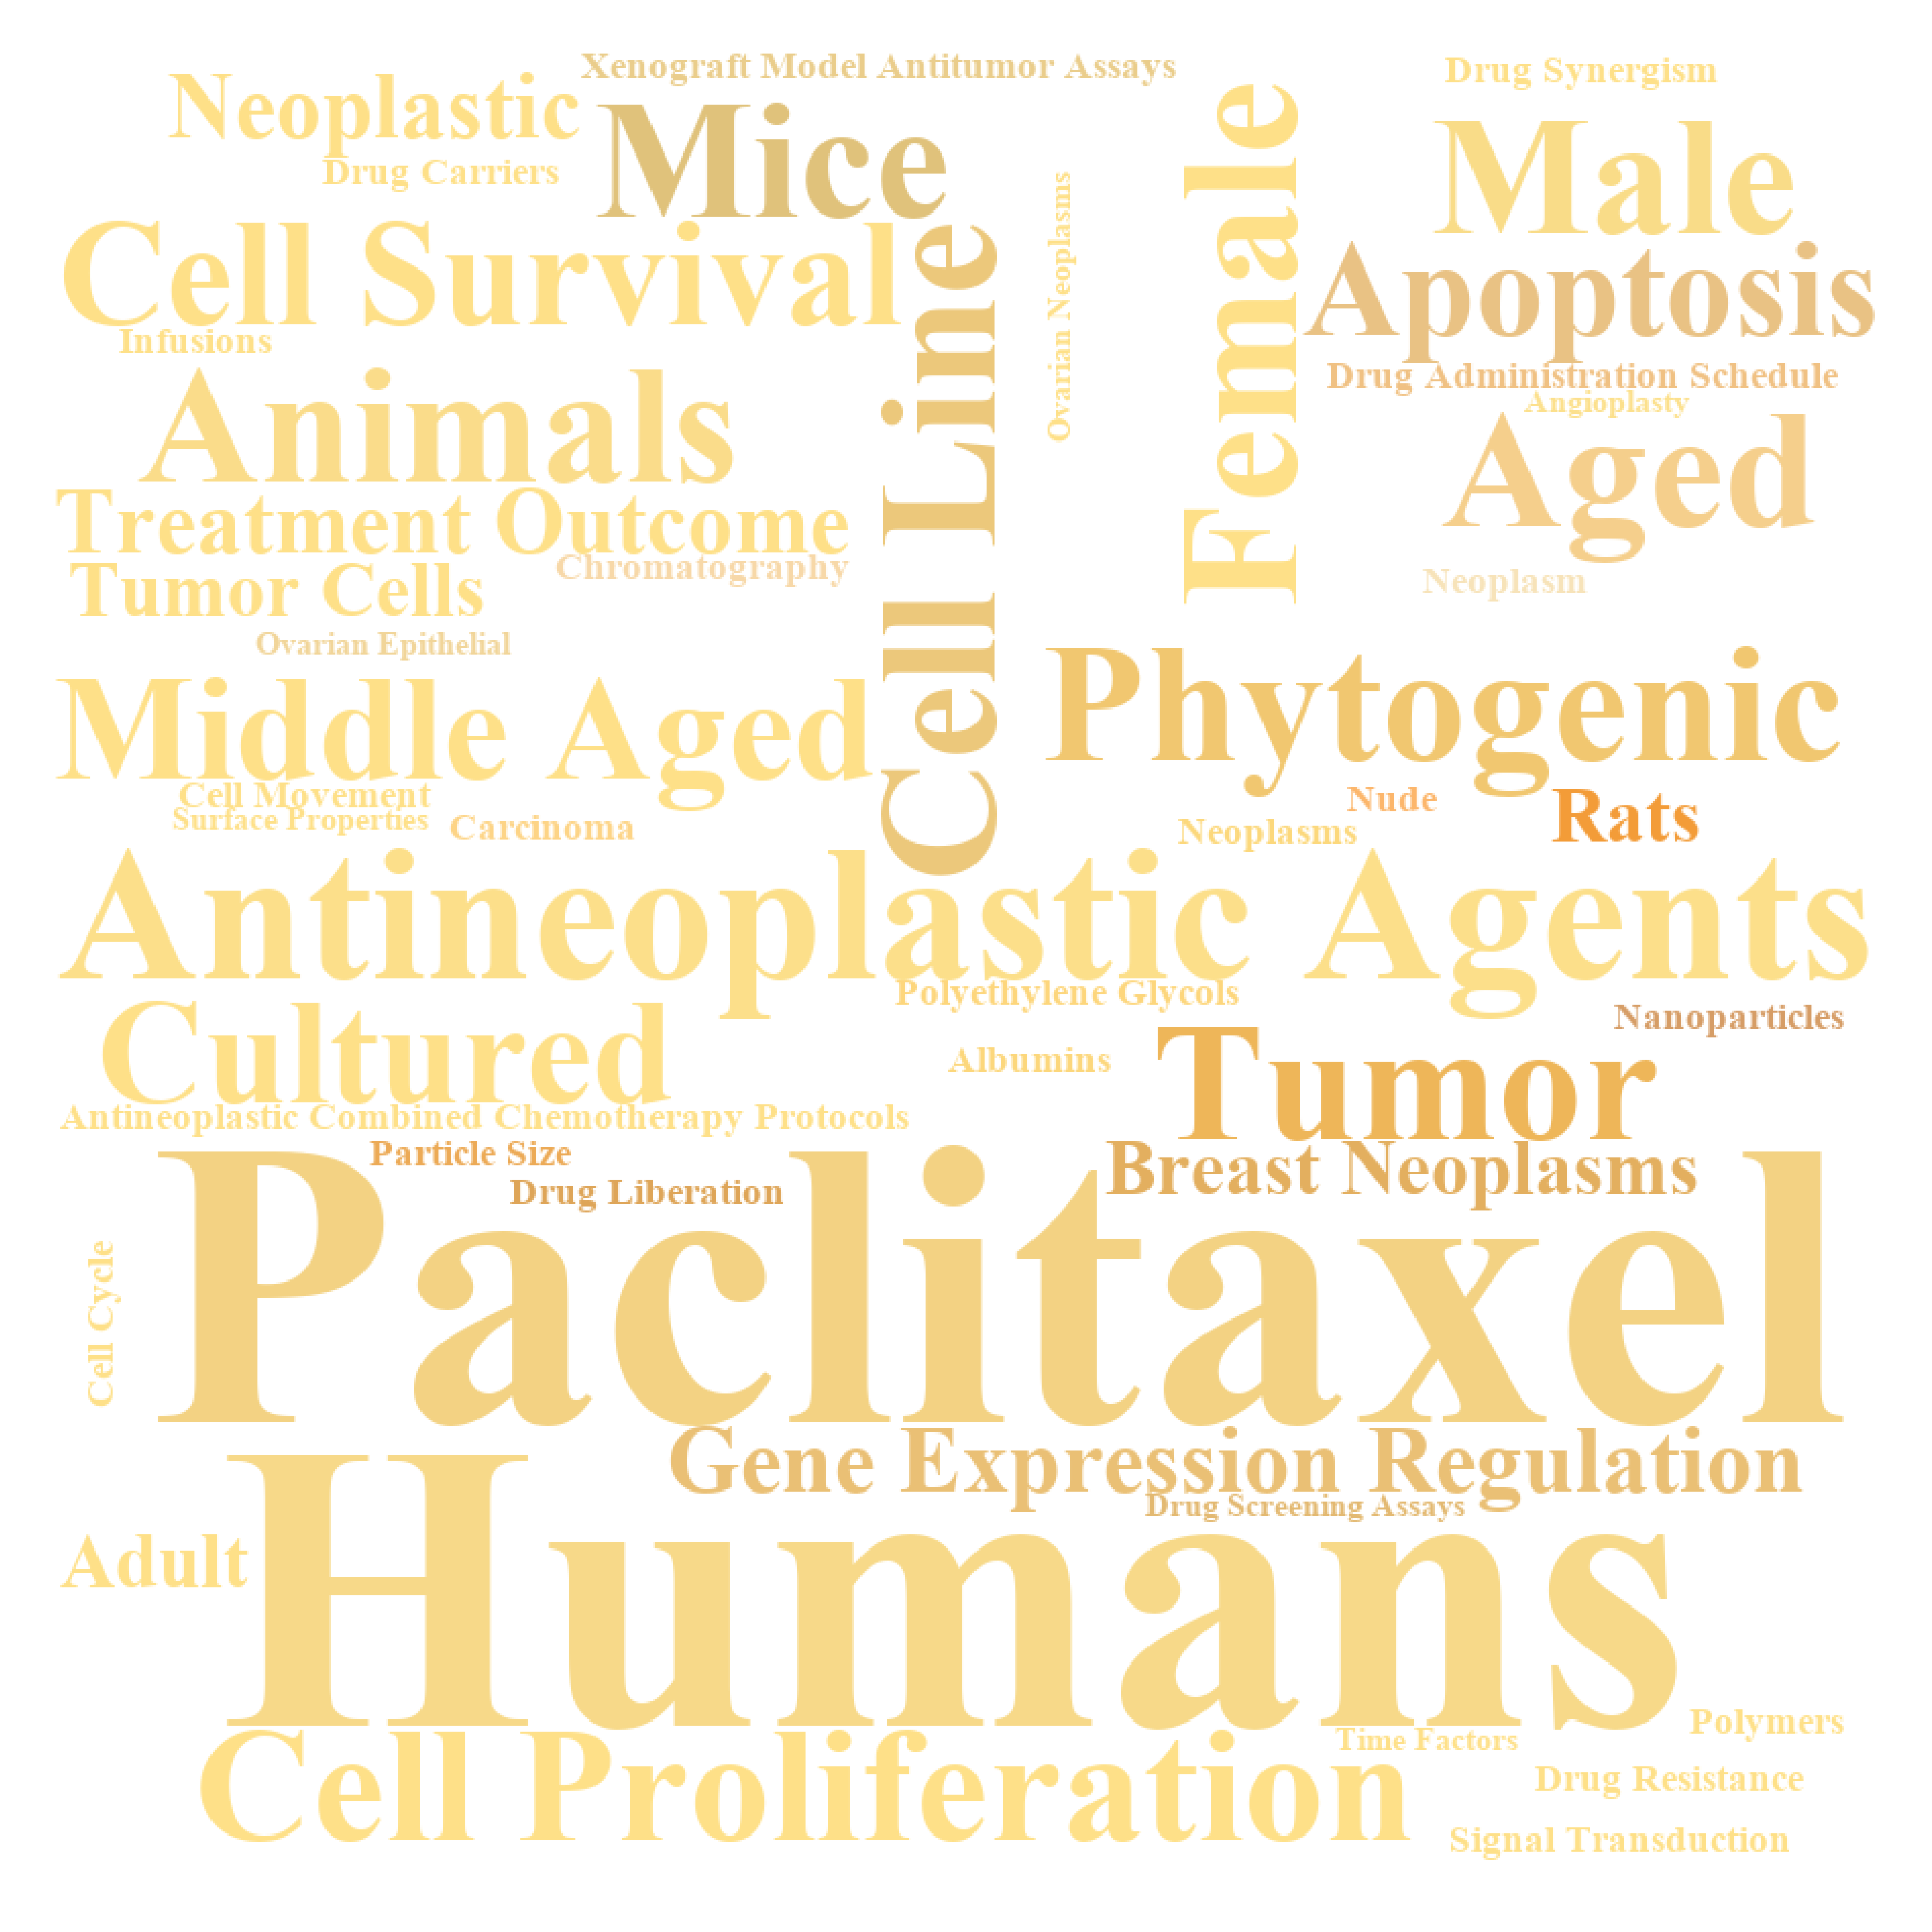 Xenograft Model Antitumor Assays
Drug Synergism
Neoplastic
Mice
Female
Male
Drug Carriers
Ovarian Neoplasms
Cell Survival
Cell Line
Apoptosis
Infusions
Drug Administration Schedule
Angioplasty
Animals
Aged
Treatment Outcome
Chromatography
Tumor Cells
Neoplasm
Ovarian Epithelial
Phytogenic
Middle Aged
Cell Movement
Nude
Rats
Surface Properties
Carcinoma
Neoplasms
Antineoplastic Agents
Polyethylene Glycols
Nanoparticles
Cultured
Albumins
Tumor
Antineoplastic Combined Chemotherapy Protocols
Particle Size
Breast Neoplasms
Drug Liberation
Paclitaxel
Cell Cycle
Gene Expression Regulation
Drug Screening Assays
Adult
Humans
Polymers
Time Factors
Cell Proliferation
Drug Resistance
Signal Transduction